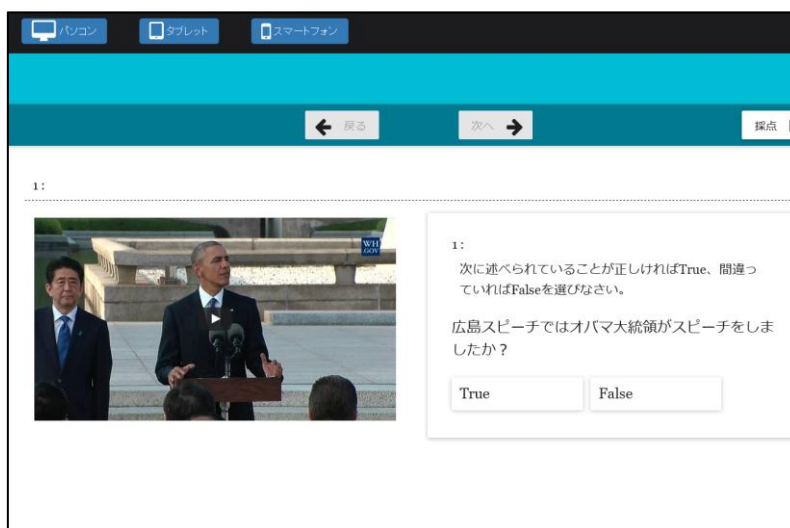 パソコン
タブレット
スマートフォン
戻る
次へ
採点
1：
WH.GOV
1：
次に述べられていることが正しければTrue、間違っ
ていればFalseを選びなさい。
広島スピーチではオバマ大統領がスピーチをしま
したか？
True
False